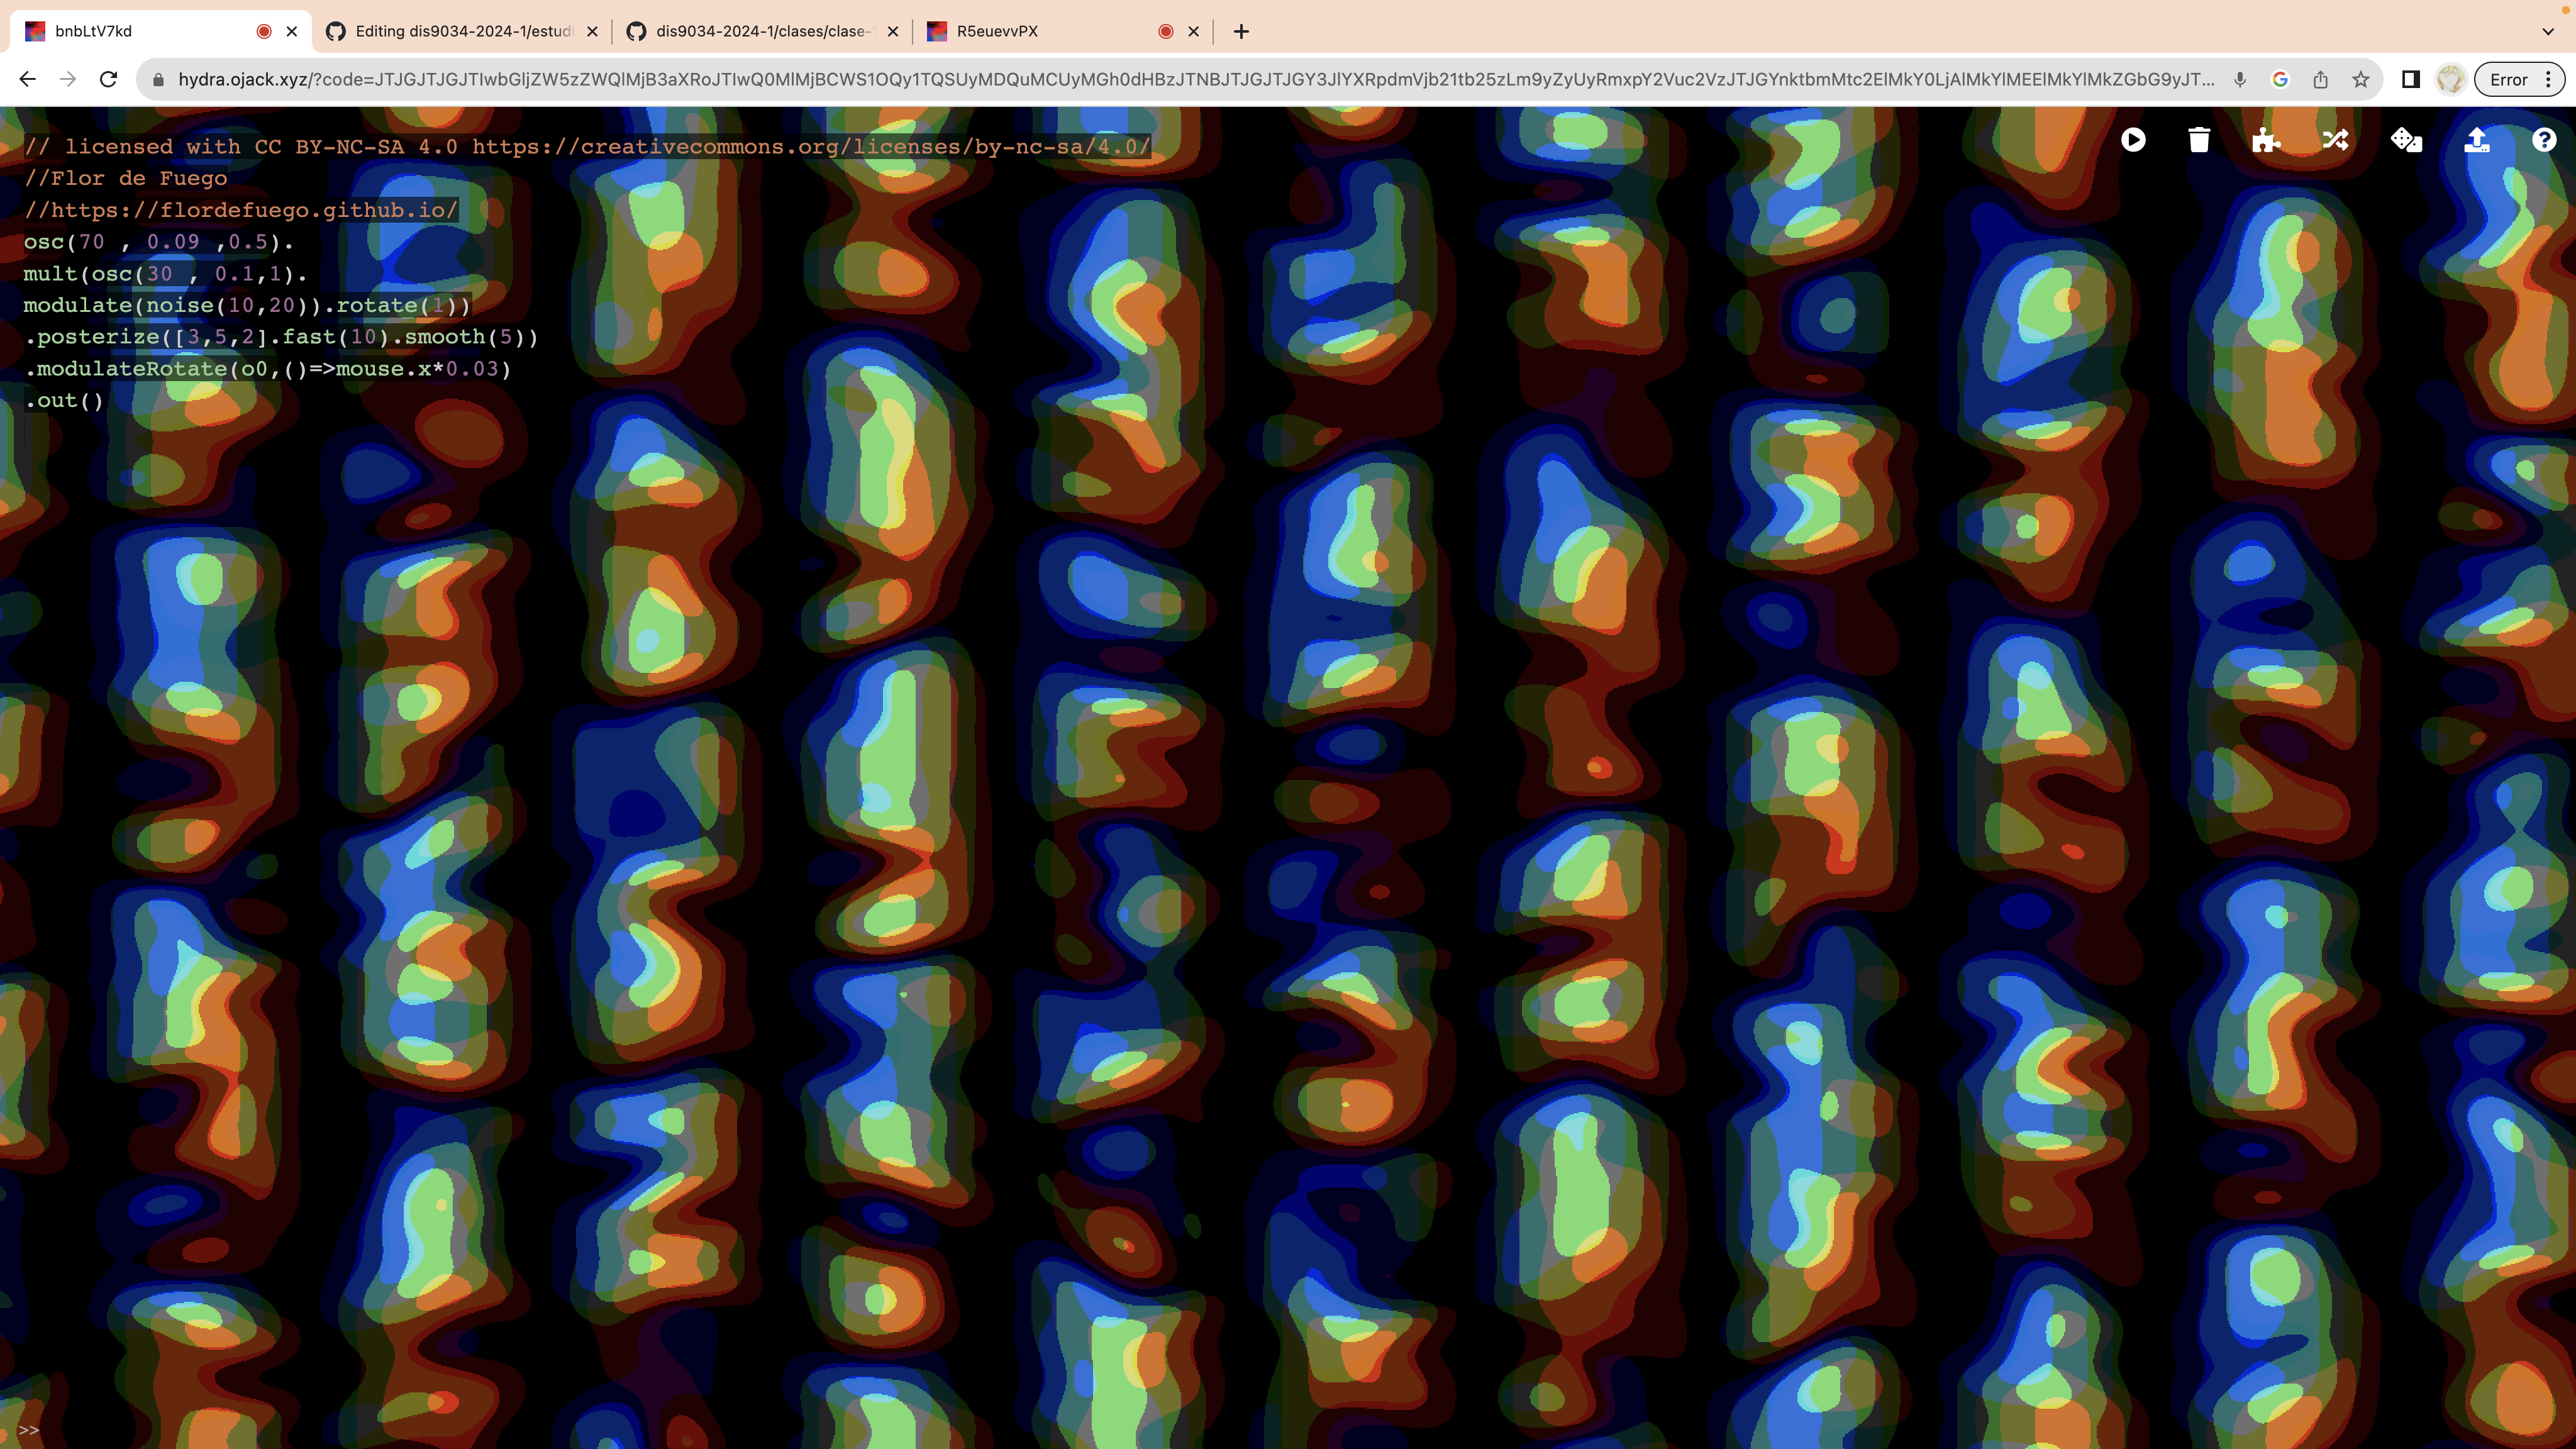 bnbLtV7kd
Editing dis9034-2024-1/estudi
dis9034-2024-1/clases/clase-
R5euevvPX
hydra.ojack.xyz/?code=JTJGJTJGJTIwbGljZW5zZWQlMjB3aXRoJTIwQ0MlMjBCWS1OQy1TQSUyMDQuMCUyMGh0dHBzJTNBJTJGJTJGY3JlYXRpdmVjb21tb25zLm9yZyUyRmxpY2Vuc2VzJTJGYnktbmMtc2ElMkY0LjAlMkYlMEElMkYlMkZGbG9yJT...
Error
// licensed with CC BY-NC-SA 4.0 https://creativecommons.org/licenses/by-nc-sa/4.0/
//Flor de Fuego
//https://flordefuego.github.io/
osc(70 , 0.09 ,0.5).
mult(osc(30 , 0.1,1).
modulate(noise(10,20)).rotate(1))
.posterize([3,5,2].fast(10).smooth(5))
.modulateRotate(o0,()=>mouse.x*0.03)
.out()
>>